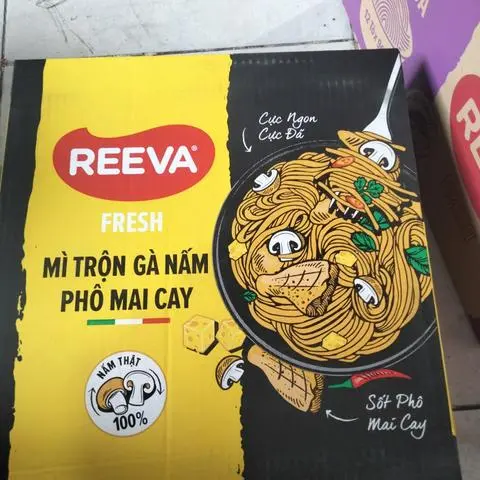 REEVA®
FRESH
MÌ TRỘN GÀ NẤM
PHÔ MAI CAY
NẤM THẬT
100%
Cực Ngon
Cực Đã
Sốt Phô
Mai Cay
REE